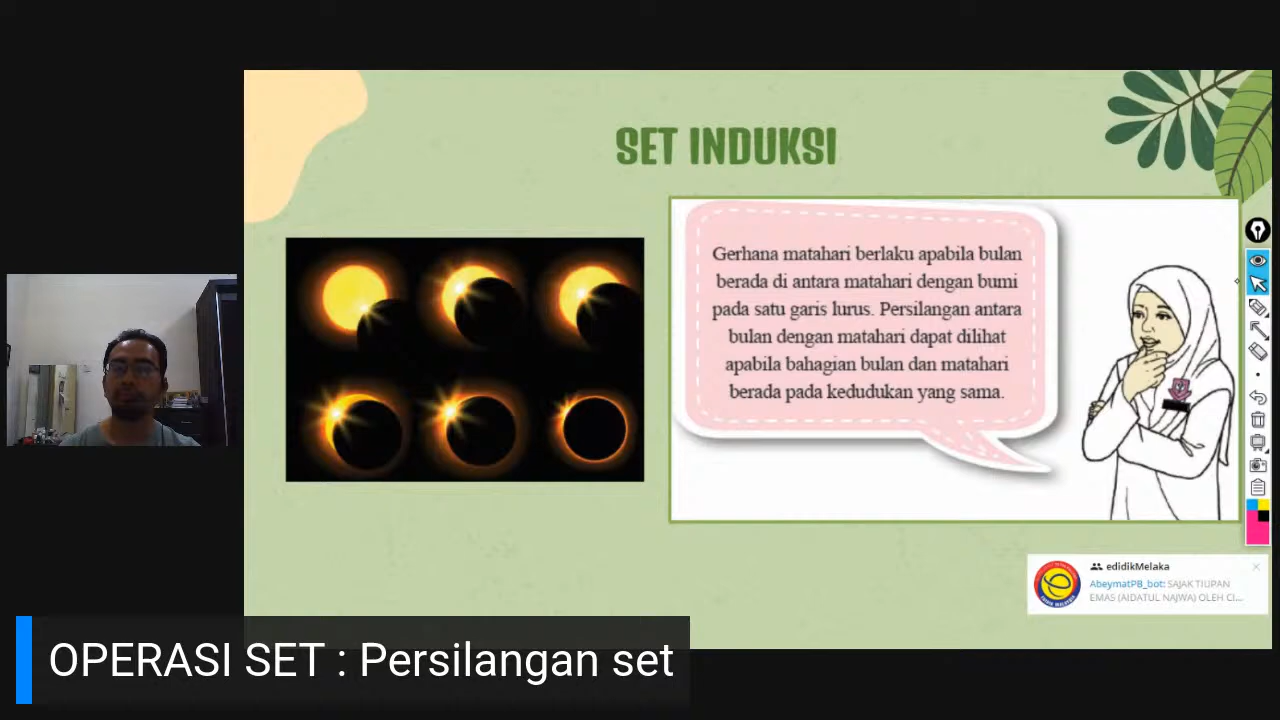 SET INDUKSI
Gerhana matahari berlaku apabila bulan
berada di antara matahari dengan bumi
pada satu garis lurus. Persilangan antara
bulan dengan matahari dapat dilihat
apabila bahagian bulan dan matahari
berada pada kedudukan yang sama.
edidikMelaka
AbeymatPB_bot: SAJAK TIUPAN
EMAS (AIDATUL NAJWA) OLEH CI...
OPERASI SET : Persilangan set